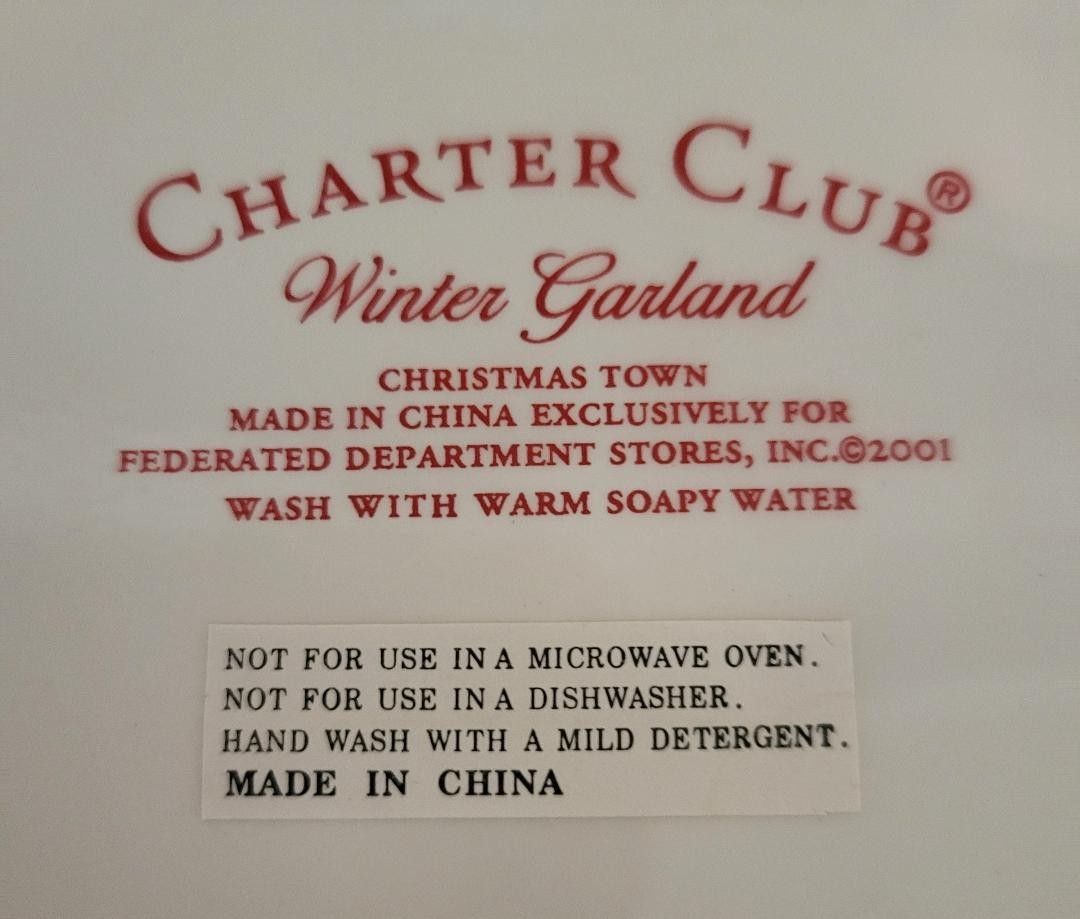 CHARTER CLUB®
Winter Garland
CHRISTMAS TOWN
MADE IN CHINA EXCLUSIVELY FOR
FEDERATED DEPARTMENT STORES, INC.©2001
WASH WITH WARM SOAPY WATER
NOT FOR USE IN A MICROWAVE OVEN.
NOT FOR USE IN A DISHWASHER.
HAND WASH WITH A MILD DETERGENT.
MADE IN CHINA